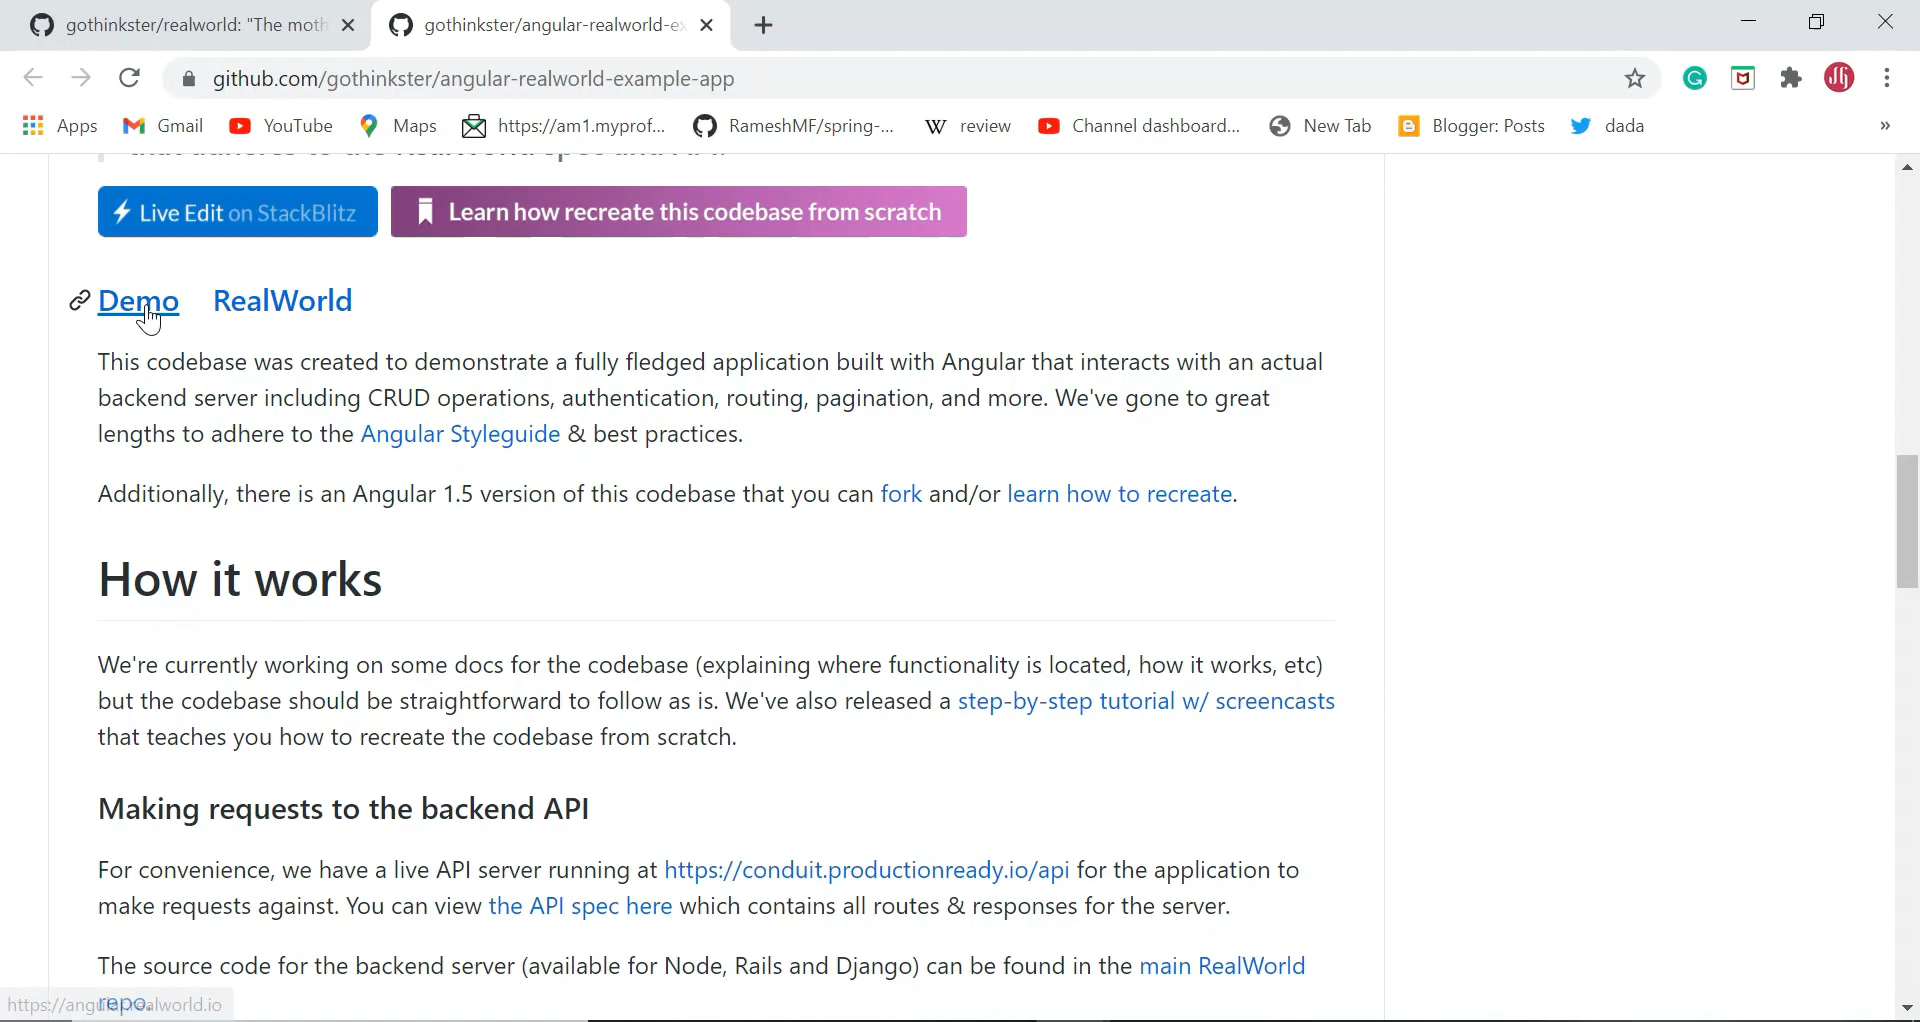 gothinkster/realworld: "The moth
gothinkster/angular-realworld-ex
github.com/gothinkster/angular-realworld-example-app
Apps Gmail YouTube Maps https://am1.myprof... RameshMF/spring-... W review Channel dashboard... New Tab Blogger: Posts dada »
that adheres to the RealWorld spec and API.
Live Edit on StackBlitz Learn how recreate this codebase from scratch
Demo RealWorld
This codebase was created to demonstrate a fully fledged application built with Angular that interacts with an actual
backend server including CRUD operations, authentication, routing, pagination, and more. We've gone to great
lengths to adhere to the Angular Styleguide & best practices.
Additionally, there is an Angular 1.5 version of this codebase that you can fork and/or learn how to recreate.
How it works
We're currently working on some docs for the codebase (explaining where functionality is located, how it works, etc)
but the codebase should be straightforward to follow as is. We've also released a step-by-step tutorial w/ screencasts
that teaches you how to recreate the codebase from scratch.
Making requests to the backend API
For convenience, we have a live API server running at https://conduit.productionready.io/api for the application to
make requests against. You can view the API spec here which contains all routes & responses for the server.
The source code for the backend server (available for Node, Rails and Django) can be found in the main RealWorld
repo.
https://angular.realworld.io